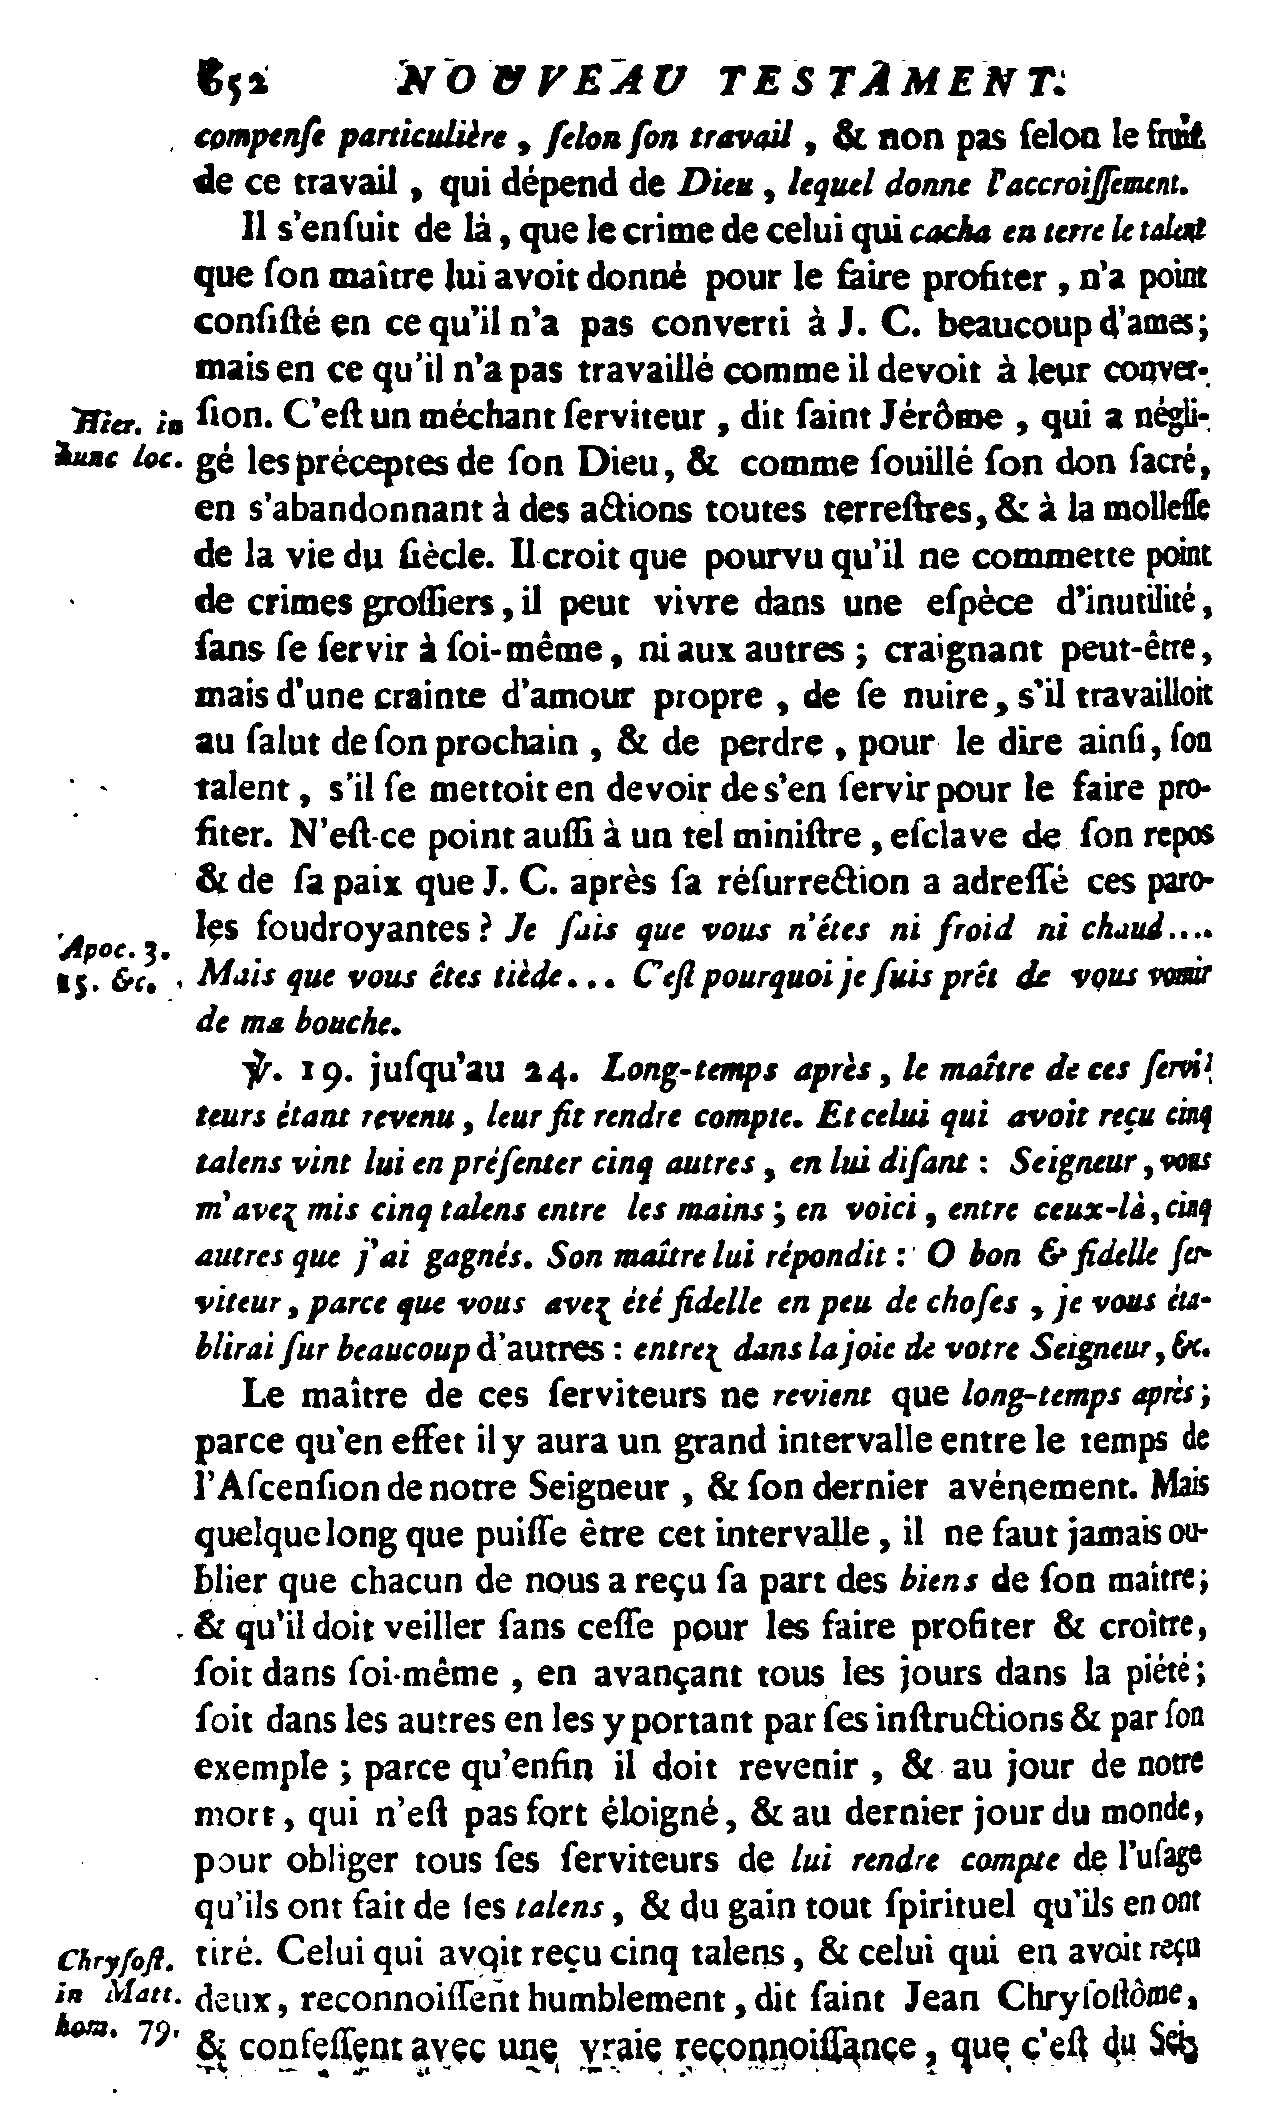 652 NOUVEAU TESTAMENT.
compenſe particulière, ſelon ſon travail, & non pas ſelon le fruit
de ce travail, qui dépend de Dieu, lequel donne l'accroiſſement.
Il s'enſuit de là, que le crime de celui qui cacha en terre le talent
que ſon maître lui avoit donné pour le faire profiter, n'a point
conſiſté en ce qu'il n'a pas converti à J. C. beaucoup d'ames;
mais en ce qu'il n'a pas travaillé comme il devoit à leur conver-
Hier. in ſion. C'eſt un méchant ſerviteur, dit ſaint Jérôme, qui a négli-
hunc loc. gé les préceptes de ſon Dieu, & comme ſouillé ſon don ſacré,
en s'abandonnant à des actions toutes terreſtres, & à la molleſſe
de la vie du ſiècle. Il croit que pourvu qu'il ne commette point
de crimes groſſiers, il peut vivre dans une eſpèce d'inutilité,
ſans ſe ſervir à ſoi-même, ni aux autres; craignant peut-être,
mais d'une crainte d'amour propre, de ſe nuire, s'il travailloit
au ſalut de ſon prochain, & de perdre, pour le dire ainſi, ſon
talent, s'il ſe mettoit en devoir de s'en ſervir pour le faire pro-
fiter. N'eſt-ce point auſſi à un tel miniſtre, eſclave de ſon repos
& de ſa paix que J. C. après ſa réſurrection a adreſſé ces paro-
les foudroyantes? Je ſais que vous n'étes ni froid ni chaud....
Apoc. 3.
15. &c. Mais que vous êtes tiède... C'eſt pourquoi je ſuis prêt de vous vomir
de ma bouche.
℣. 19. juſqu'au 24. Long-temps après, le maître de ces ſervi-
teurs étant revenu, leur fit rendre compte. Et celui qui avoit reçu cinq
talens vint lui en préſenter cinq autres, en lui diſant : Seigneur, vous
m'avez mis cinq talens entre les mains; en voici, entre ceux-là, cinq
autres que j'ai gagnés. Son maître lui répondit : O bon & fidelle ſer-
viteur, parce que vous avez été fidelle en peu de choſes, je vous éta-
blirai ſur beaucoup d'autres : entrez dans la joie de votre Seigneur, &c.
Le maître de ces ſerviteurs ne revient que long-temps après;
parce qu'en effet il y aura un grand intervalle entre le temps de
l'Aſcenſion de notre Seigneur, & ſon dernier avénement. Mais
quelque long que puiſſe être cet intervalle, il ne faut jamais ou-
blier que chacun de nous a reçu ſa part des biens de ſon maître;
& qu'il doit veiller ſans ceſſe pour les faire profiter & croître,
ſoit dans ſoi-même, en avançant tous les jours dans la piété;
ſoit dans les autres en les y portant par ſes inſtructions & par ſon
exemple; parce qu'enfin il doit revenir, & au jour de notre
mort, qui n'eſt pas fort éloigné, & au dernier jour du monde,
pour obliger tous ſes ſerviteurs de lui rendre compte de l'uſage
qu'ils ont fait de ſes talens, & du gain tout ſpirituel qu'ils en ont
Chryſoſt. tiré. Celui qui avoit reçu cinq talens, & celui qui en avoit reçu
in Matt. deux, reconnoiſſent humblement, dit ſaint Jean Chryſoſtôme,
hom. 79. & confeſſent avec une vraie reconnoiſſance, que c'eſt du Sei-